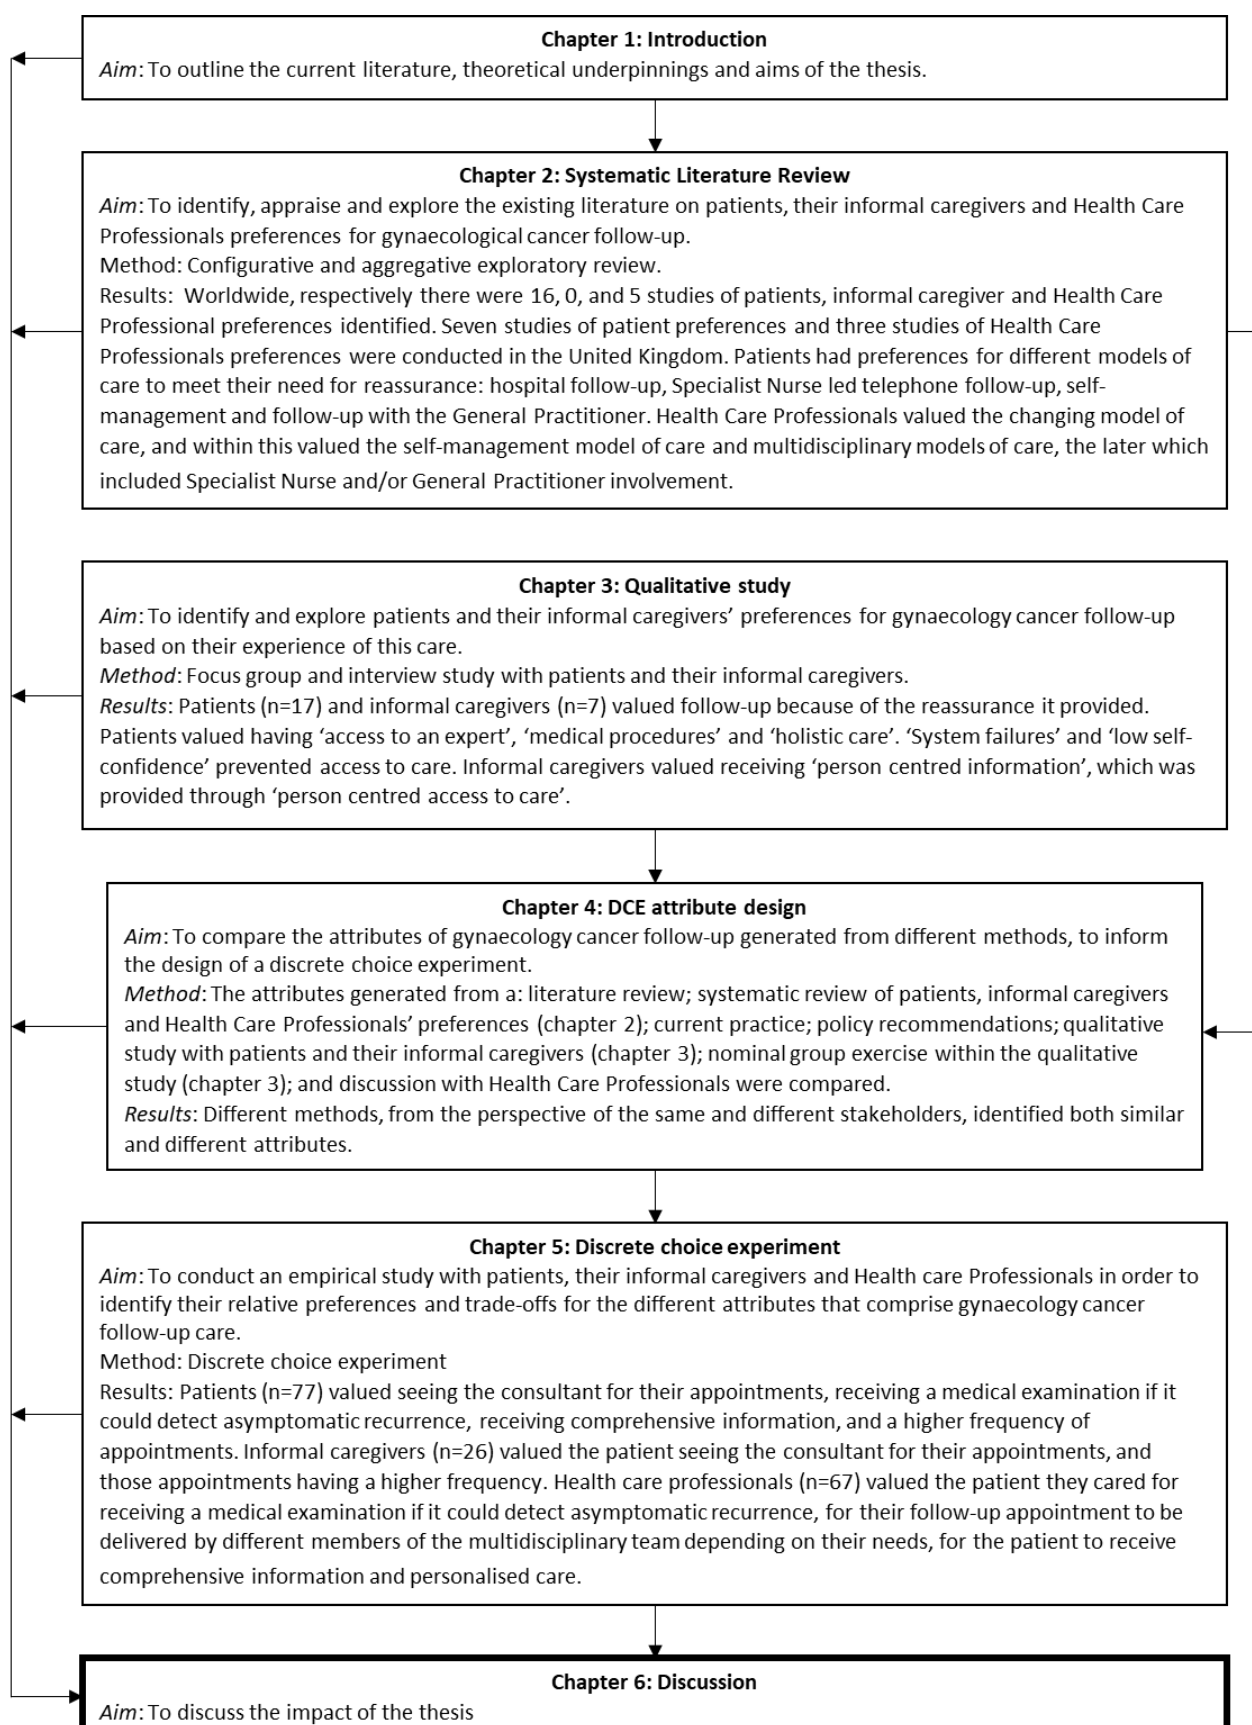 Chapter 1: Introduction
Aim: To outline the current literature, theoretical underpinnings and aims of the thesis.
Chapter 2: Systematic Literature Review
Aim: To identify, appraise and explore the existing literature on patients, their informal caregivers and Health Care
Professionals preferences for gynaecological cancer follow-up.
Method: Configurative and aggregative exploratory review.
Results: Worldwide, respectively there were 16, 0, and 5 studies of patients, informal caregiver and Health Care
Professional preferences identified. Seven studies of patient preferences and three studies of Health Care
Professionals preferences were conducted in the United Kingdom. Patients had preferences for different models of
care to meet their need for reassurance: hospital follow-up, Specialist Nurse led telephone follow-up, self-
management and follow-up with the General Practitioner. Health Care Professionals valued the changing model of
care, and within this valued the self-management model of care and multidisciplinary models of care, the later which
included Specialist Nurse and/or General Practitioner involvement.
Chapter 3: Qualitative study
Aim: To identify and explore patients and their informal caregivers’ preferences for gynaecology cancer follow-up
based on their experience of this care.
Method: Focus group and interview study with patients and their informal caregivers.
Results: Patients (n=17) and informal caregivers (n=7) valued follow-up because of the reassurance it provided.
Patients valued having ‘access to an expert’, ‘medical procedures’ and ‘holistic care’. ‘System failures’ and ‘low self-
confidence’ prevented access to care. Informal caregivers valued receiving ‘person centred information’, which was
provided through ‘person centred access to care’.
Chapter 4: DCE attribute design
Aim: To compare the attributes of gynaecology cancer follow-up generated from different methods, to inform
the design of a discrete choice experiment.
Method: The attributes generated from a: literature review; systematic review of patients, informal caregivers
and Health Care Professionals’ preferences (chapter 2); current practice; policy recommendations; qualitative
study with patients and their informal caregivers (chapter 3); nominal group exercise within the qualitative
study (chapter 3); and discussion with Health Care Professionals were compared.
Results: Different methods, from the perspective of the same and different stakeholders, identified both similar
and different attributes.
Chapter 5: Discrete choice experiment
Aim: To conduct an empirical study with patients, their informal caregivers and Health care Professionals in order to
identify their relative preferences and trade-offs for the different attributes that comprise gynaecology cancer
follow-up care.
Method: Discrete choice experiment
Results: Patients (n=77) valued seeing the consultant for their appointments, receiving a medical examination if it
could detect asymptomatic recurrence, receiving comprehensive information, and a higher frequency of
appointments. Informal caregivers (n=26) valued the patient seeing the consultant for their appointments, and
those appointments having a higher frequency. Health care professionals (n=67) valued the patient they cared for
receiving a medical examination if it could detect asymptomatic recurrence, for their follow-up appointment to be
delivered by different members of the multidisciplinary team depending on their needs, for the patient to receive
comprehensive information and personalised care.
Chapter 6: Discussion
Aim: To discuss the impact of the thesis